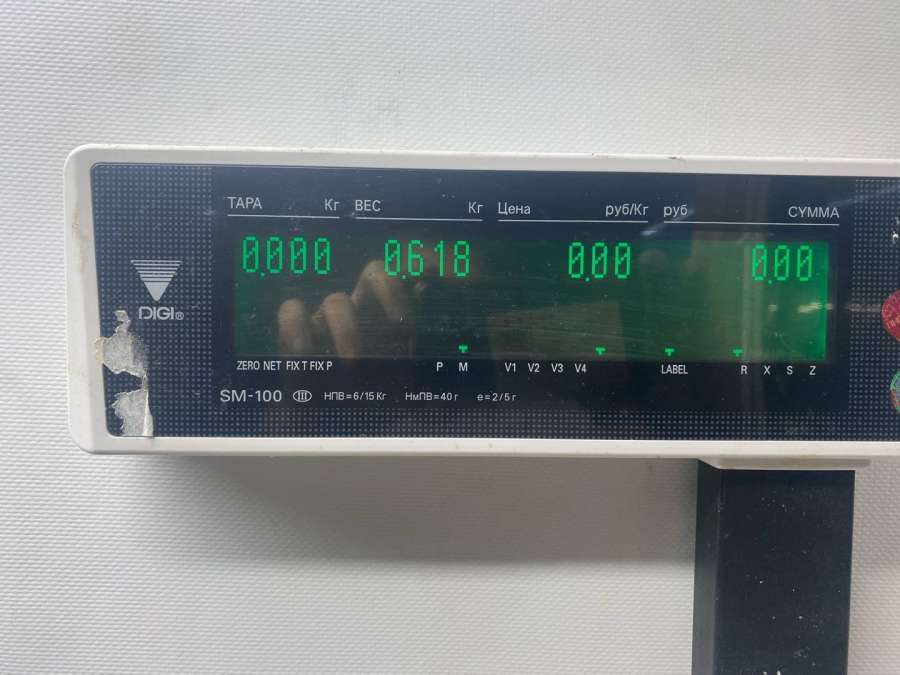 ТАРА Кг ВЕС Кг Цена руб/Кг руб СУММА
0.000 0.618 0.00 0.00
DIGI®
ZERO NET FIX T FIX P P M V1 V2 V3 V4 LABEL R X S Z
SM-100 III НПВ=6/15 Кг НмПВ=40 г e=2/5 г